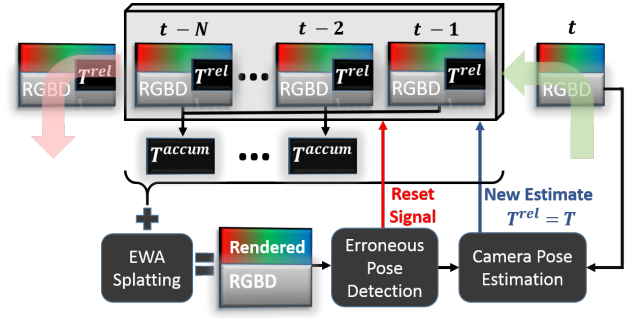 t − N
t − 2
t − 1
t
RGBD
T^rel
RGBD
T^rel
RGBD
T^rel
RGBD
T^rel
RGBD
T^accum
T^accum
Reset
Signal
New Estimate
T^rel = T
EWA
Splatting
Rendered
RGBD
Erroneous
Pose
Detection
Camera Pose
Estimation